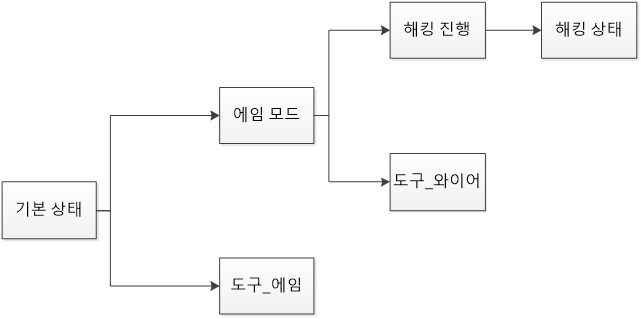 해킹 진행
해킹 상태
에임 모드
도구_와이어
기본 상태
도구_에임